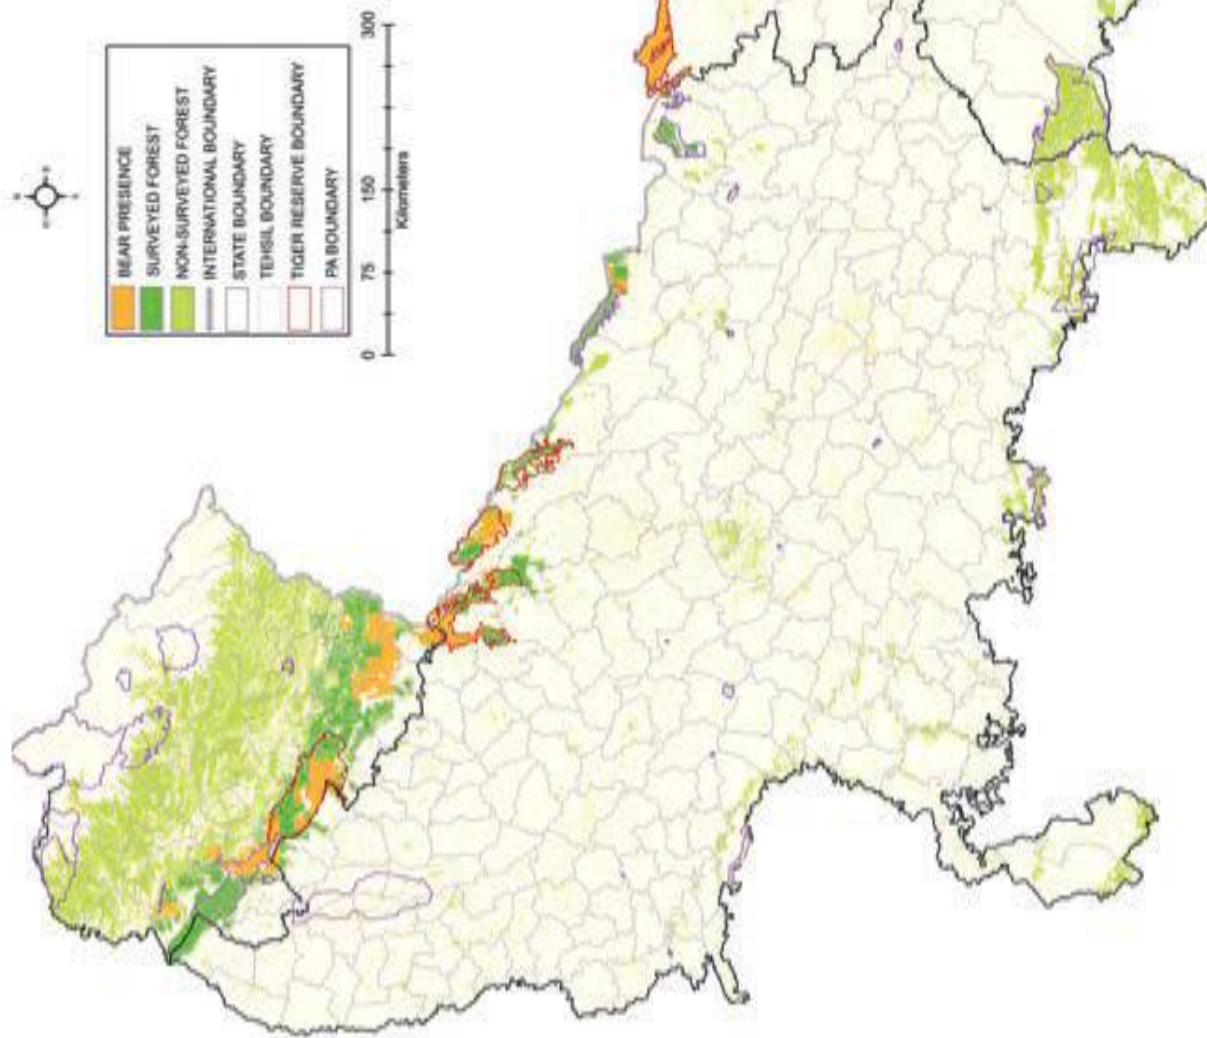 BEAR PRESENCE
SURVEYED FOREST
NON-SURVEYED FOREST
INTERNATIONAL BOUNDARY
STATE BOUNDARY
TEHSIL BOUNDARY
TIGER RESERVE BOUNDARY
PA BOUNDARY
0 75 150 300
Kilometers